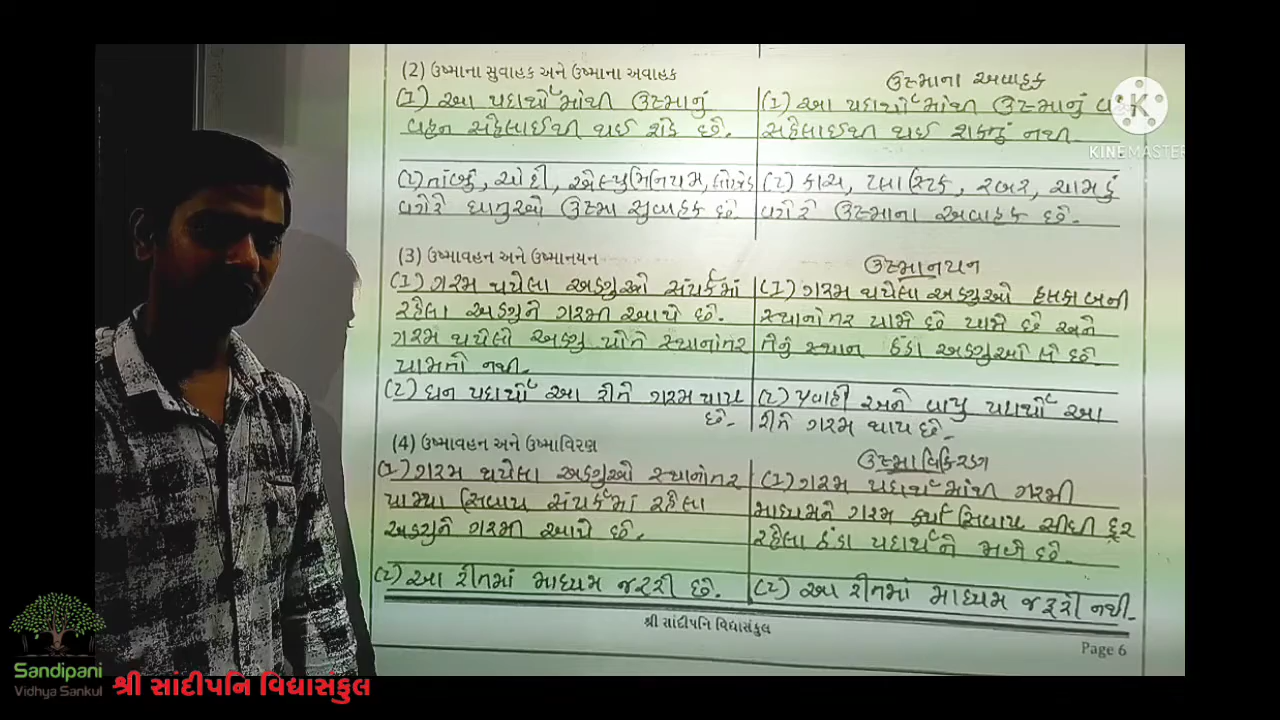 (2) ઉષ્માના સુવાહક અને ઉષ્માના અવાહક
ઉષ્માના અવાહક
(1) આ પદાર્થોમાંથી ઉષ્માનું
વહન સહેલાઈથી થઈ શકે છે.
(1) આ પદાર્થોમાંથી ઉષ્માનું
સહેલાઈથી થઈ શકતું નથી
(2) તાંબું, ચાંદી, એલ્યુમિનિયમ, લોખંડ
વગેરે ધાતુઓ ઉષ્મા સુવાહક છે.
(2) કાચ, પ્લાસ્ટિક, રબર, ચામડું
વગેરે ઉષ્માના અવાહક છે.
(3) ઉષ્માવહન અને ઉષ્માનયન
ઉષ્માનયન
(1) ગરમ થયેલા અણુઓ સંપર્કમાં
રહેલા અણુને ગરમી આપે છે.
ગરમ થયેલો અણુ પોતે સ્થાનાંતર
પામતો નથી.
(1) ગરમ થયેલા અણુઓ હલકા બની
સ્થાનાંતર પામે છે પામે છે અને
તેનું સ્થાન ઠંડા અણુઓ લે છે
(2) ઘન પદાર્થો આ રીતે ગરમ થાય
છે.
(2) પ્રવાહી અને વાયુ પદાર્થો આ
રીતે ગરમ થાય છે.
(4) ઉષ્માવહન અને ઉષ્માવિરણ
ઉષ્માવિકિરણ
(1) ગરમ થયેલા અણુઓ સ્થાનાંતર
પામ્યા સિવાય સંપર્કમાં રહેલા
અણુને ગરમી આપે છે.
(1) ગરમ પદાર્થમાંથી ગરમી
માધ્યમને ગરમ કર્યા સિવાય સીધી દૂર
રહેલા ઠંડા પદાર્થને મળે છે.
(2) આ રીતમાં માધ્યમ જરૂરી છે.
(2) આ રીતમાં માધ્યમ જરૂરી નથી.
શ્રી સાંદીપનિ વિદ્યાસંકુલ
Page 6
K
KINEMASTER
Sandipani
Vidhya Sankul
શ્રી સાંદીપનિ વિદ્યાસંકુલ